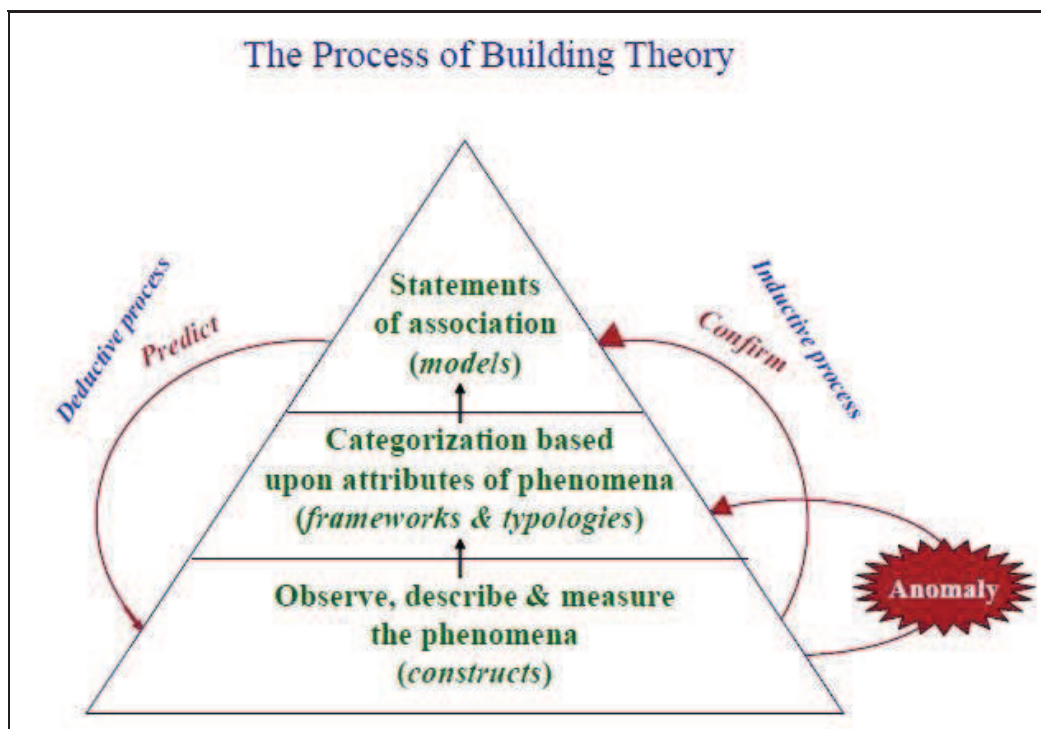 The Process of Building Theory
Deductive process
Predict
Statements
of association
(models)
Confirm
Inductive process
Categorization based
upon attributes of phenomena
(frameworks & typologies)
Anomaly
Observe, describe & measure
the phenomena
(constructs)